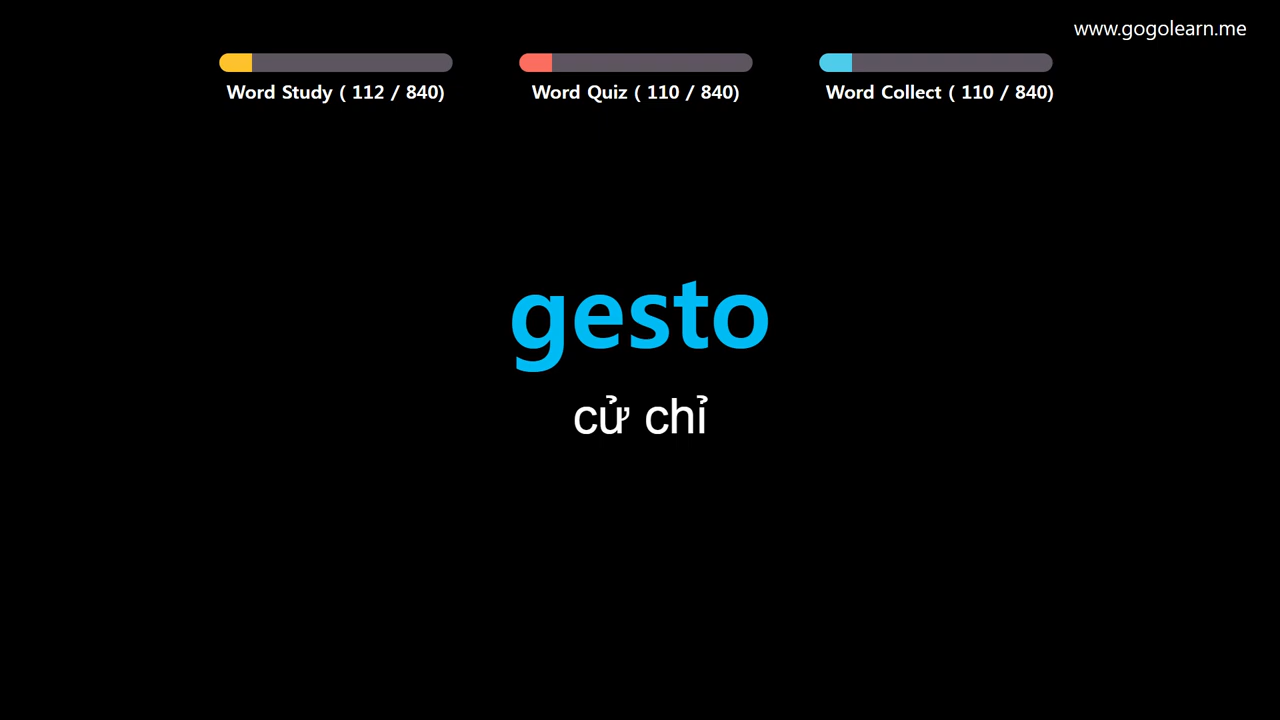 www.gogolearn.me
Word Study ( 112 / 840)
Word Quiz ( 110 / 840)
Word Collect ( 110 / 840)
gesto
cử chỉ